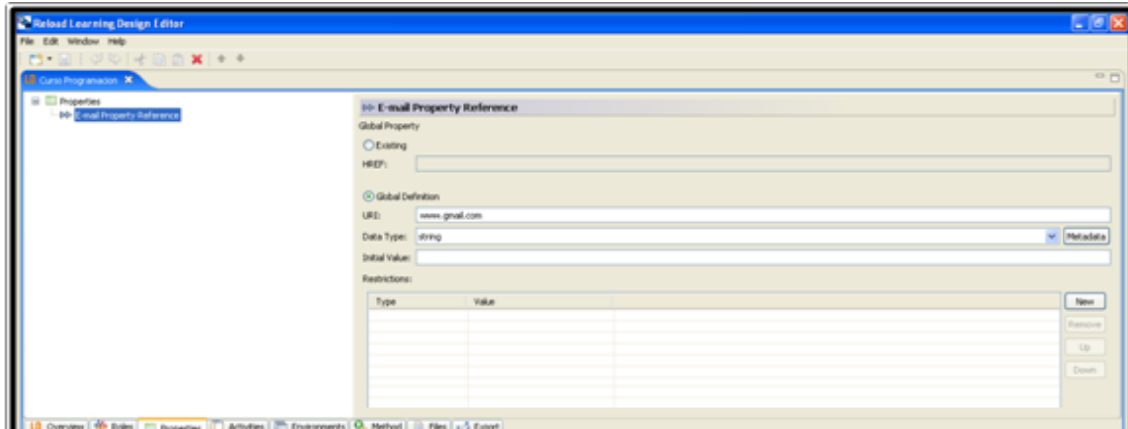 Reload Learning Design Editor
File Edit Window Help
Curso Programacion
Properties
E-mail Property Reference
E-mail Property Reference
Global Property
Existing
HREF:
Global Definition
URI: www.gmail.com
Data Type: string Metadata
Initial Value:
Restrictions:
Type Value New
Remove
Up
Down
Overview Roles Properties Activities Environments Method Files Export